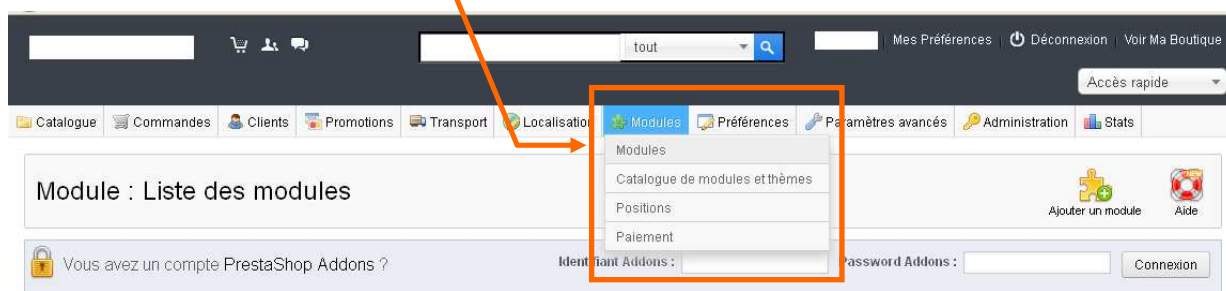 tout Mes Préférences Déconnexion Voir Ma Boutique
Accès rapide
Catalogue Commandes Clients Promotions Transport Localisation Modules Préférences Paramètres avancés Administration Stats
Modules
Catalogue de modules et thèmes
Positions
Paiement
Module : Liste des modules
Ajouter un module Aide
Vous avez un compte PrestaShop Addons ? Identifiant Addons : Password Addons : Connexion